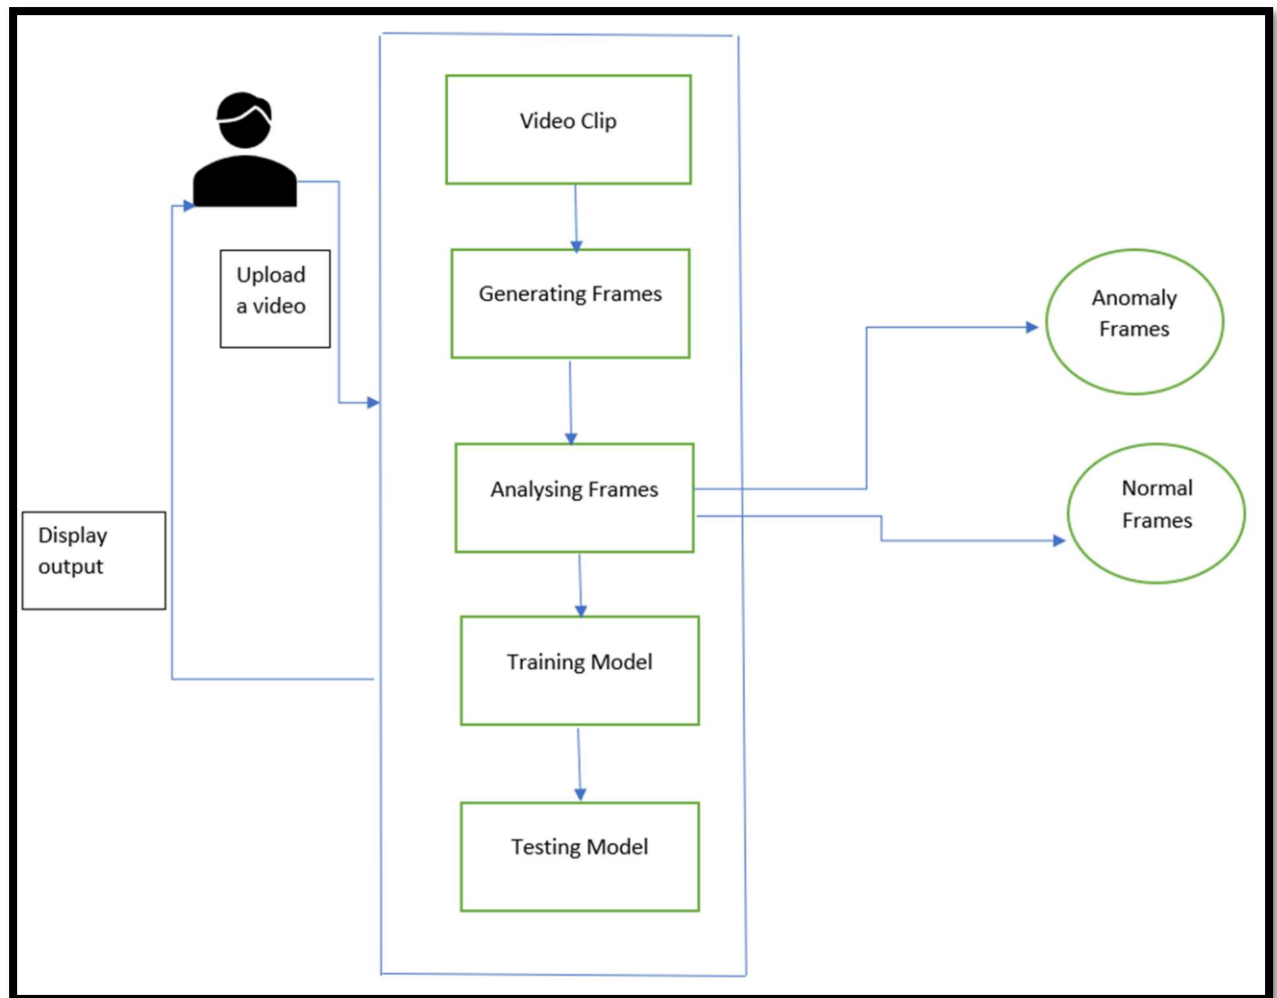 Video Clip
Upload
a video
Generating Frames
Anomaly
Frames
Analysing Frames
Normal
Frames
Display
output
Training Model
Testing Model